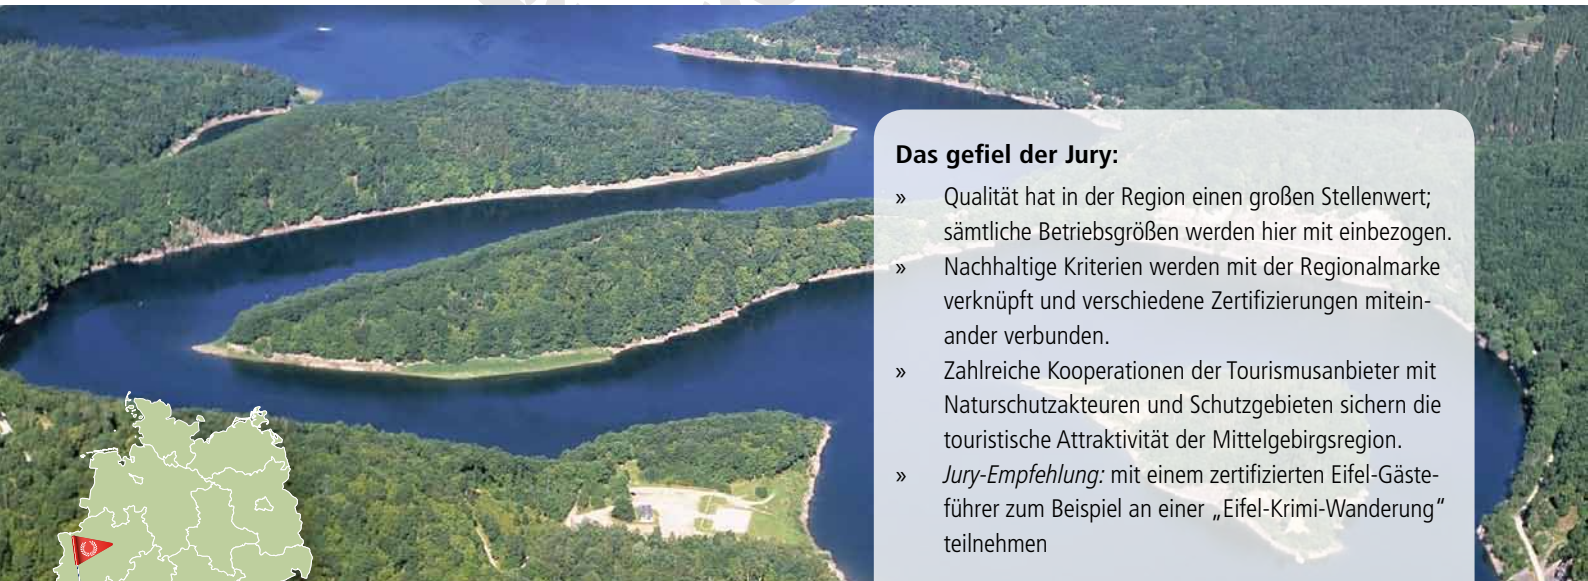 Das gefiel der Jury:
» Qualität hat in der Region einen großen Stellenwert;
sämtliche Betriebsgrößen werden hier mit einbezogen.
» Nachhaltige Kriterien werden mit der Regionalmarke
verknüpft und verschiedene Zertifizierungen mitein-
ander verbunden.
» Zahlreiche Kooperationen der Tourismusanbieter mit
Naturschutzakteuren und Schutzgebieten sichern die
touristische Attraktivität der Mittelgebirgsregion.
» Jury-Empfehlung: mit einem zertifizierten Eifel-Gäste-
führer zum Beispiel an einer „Eifel-Krimi-Wanderung"
teilnehmen